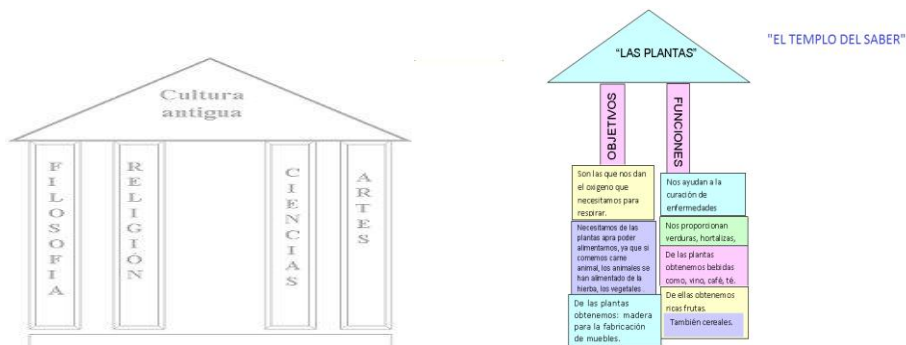 Cultura
antigua
FILOSOFIA
RELIGIÓN
CIENCIAS
ARTES
"EL TEMPLO DEL SABER"
"LAS PLANTAS"
OBJETIVOS
FUNCIONES
Son las que nos dan
el oxigeno que
necesitamos para
respirar.
Necesitamos de las
plantas apra poder
alimentarnos, ya que si
comemos carne
animal, los animales se
han alimentado de la
hierba, los vegetales
De las plantas
obtenemos: madera
para la fabricación
de muebles.
Nos ayudan a la
curación de
enfermedades
Nos proporcionan
verduras, hortalizas,
De las plantas
obtenemos bebidas
como, vino, café, té.
De ellas obtenemos
ricas frutas.
También cereales.